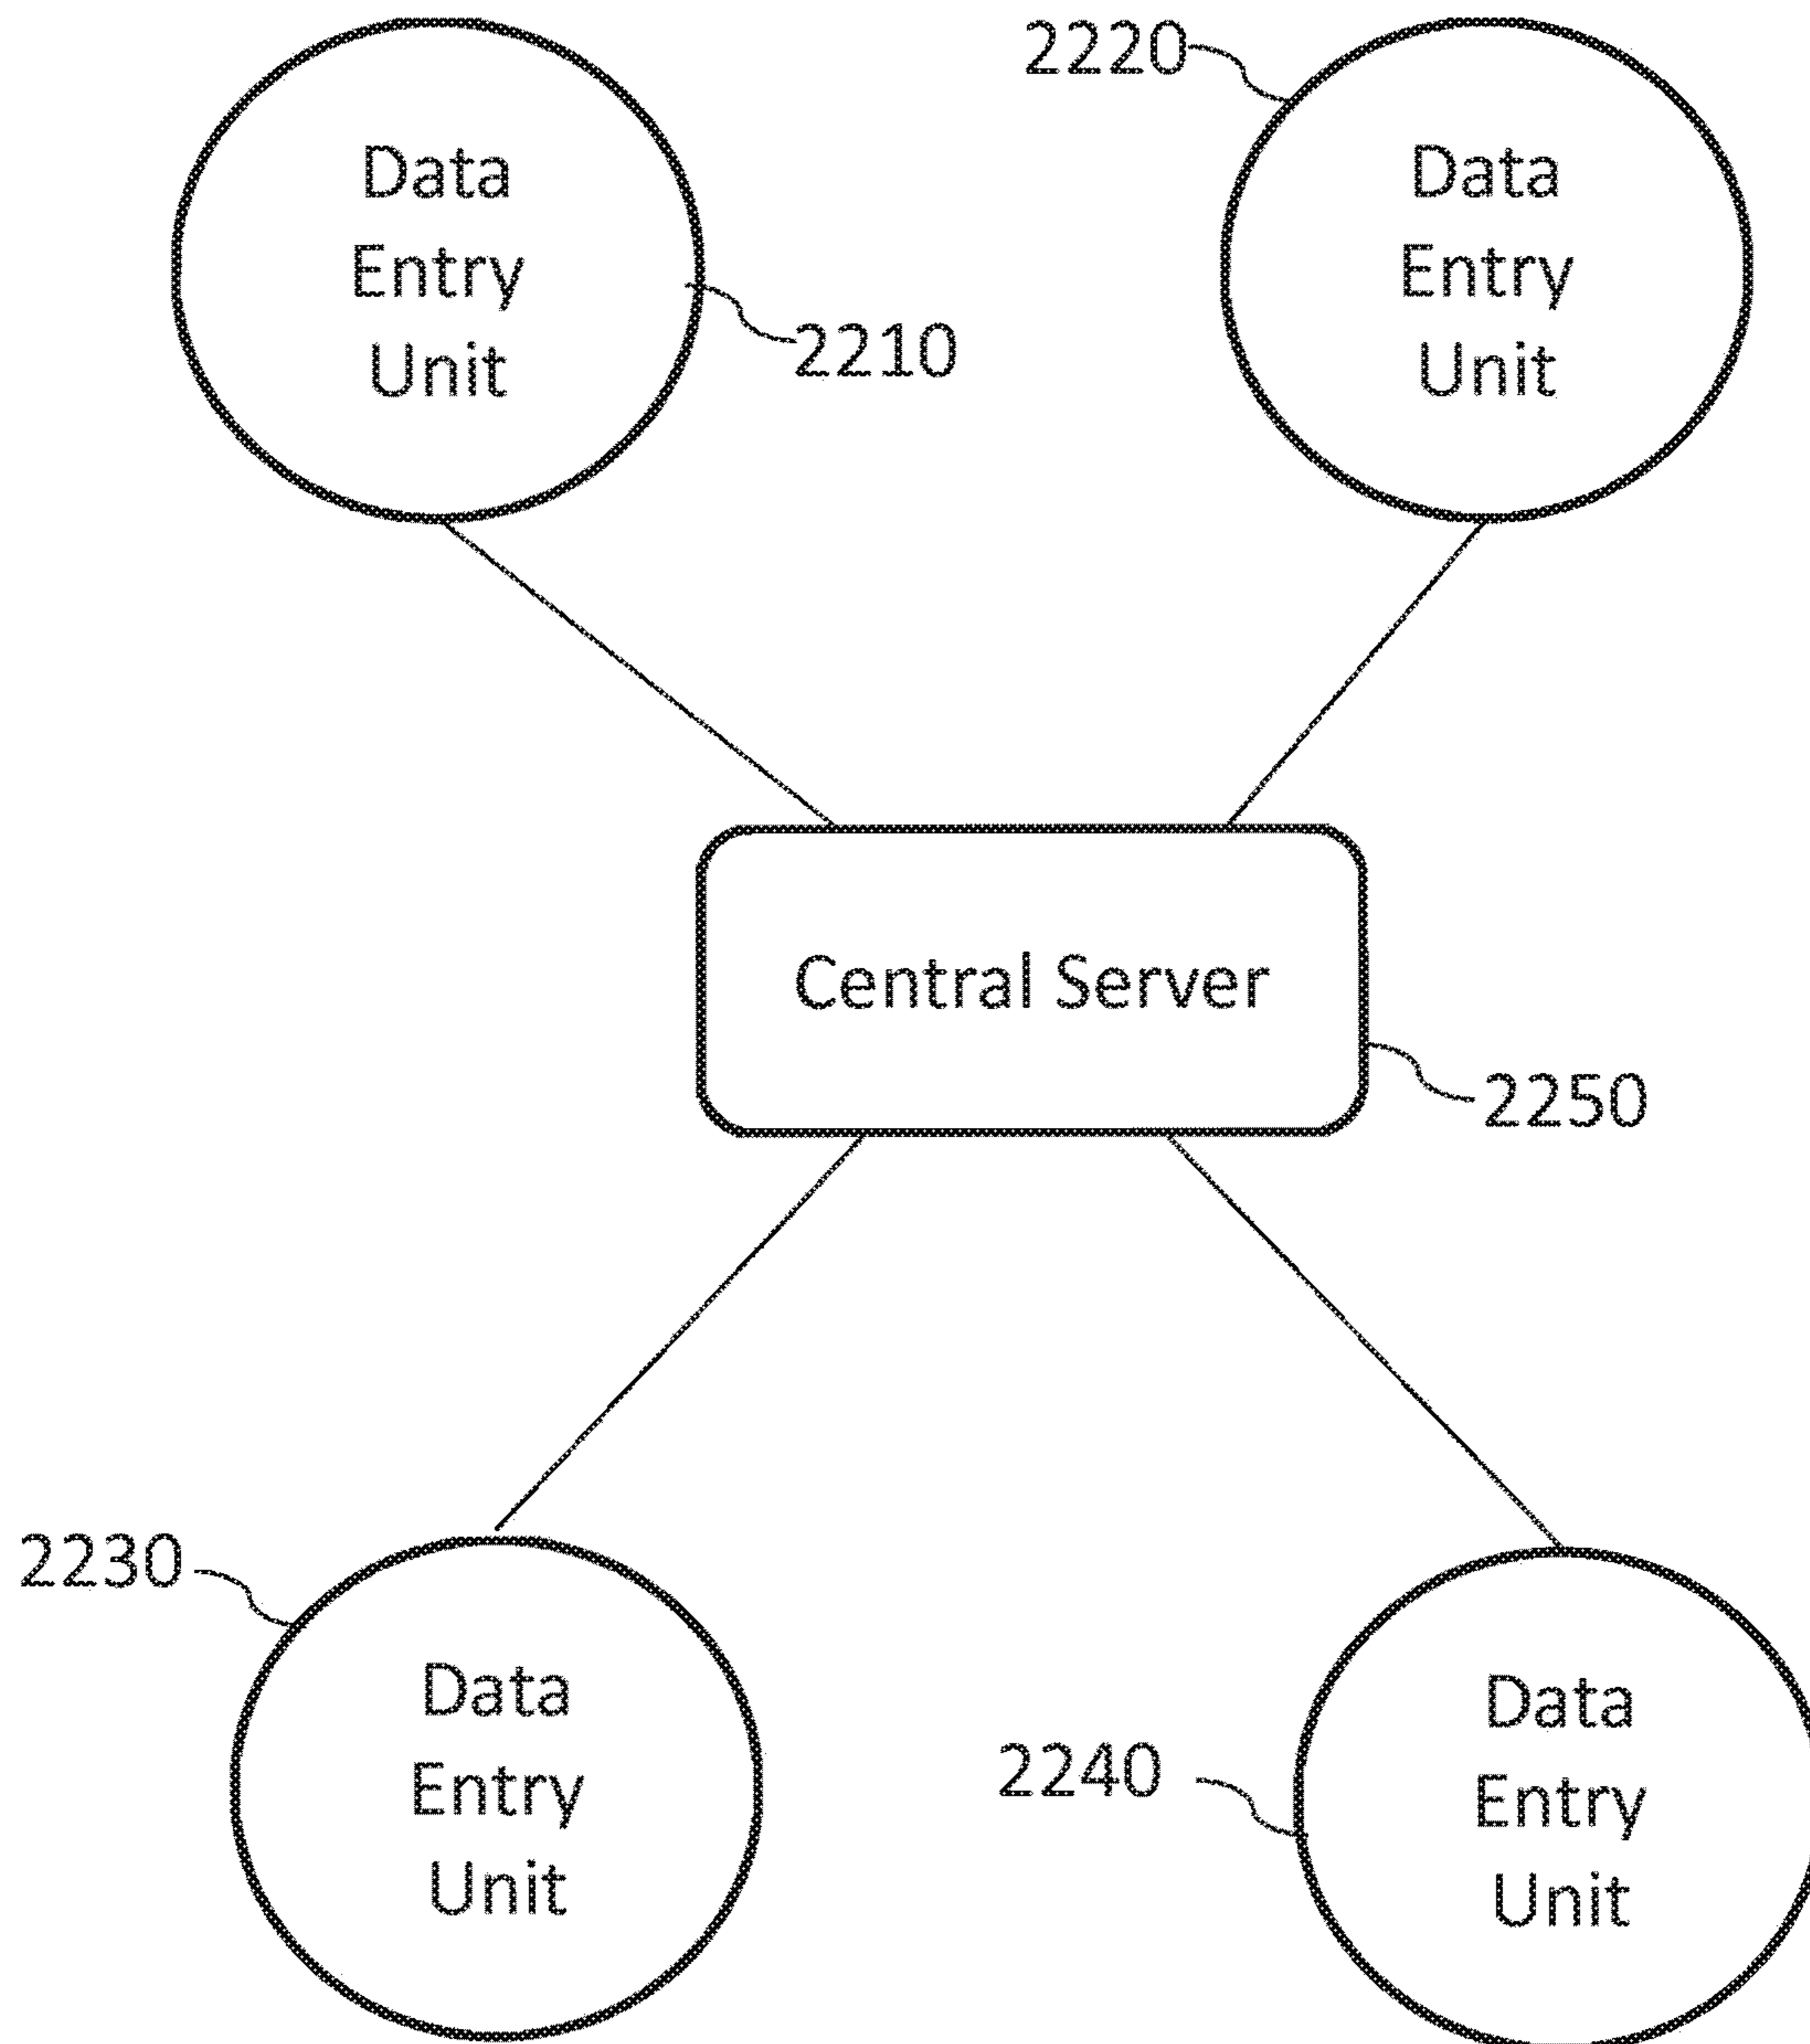 2220
Data
Entry
Unit
2210
Data
Entry
Unit
Central Server
2250
2230
Data
Entry
Unit
2240
Data
Entry
Unit